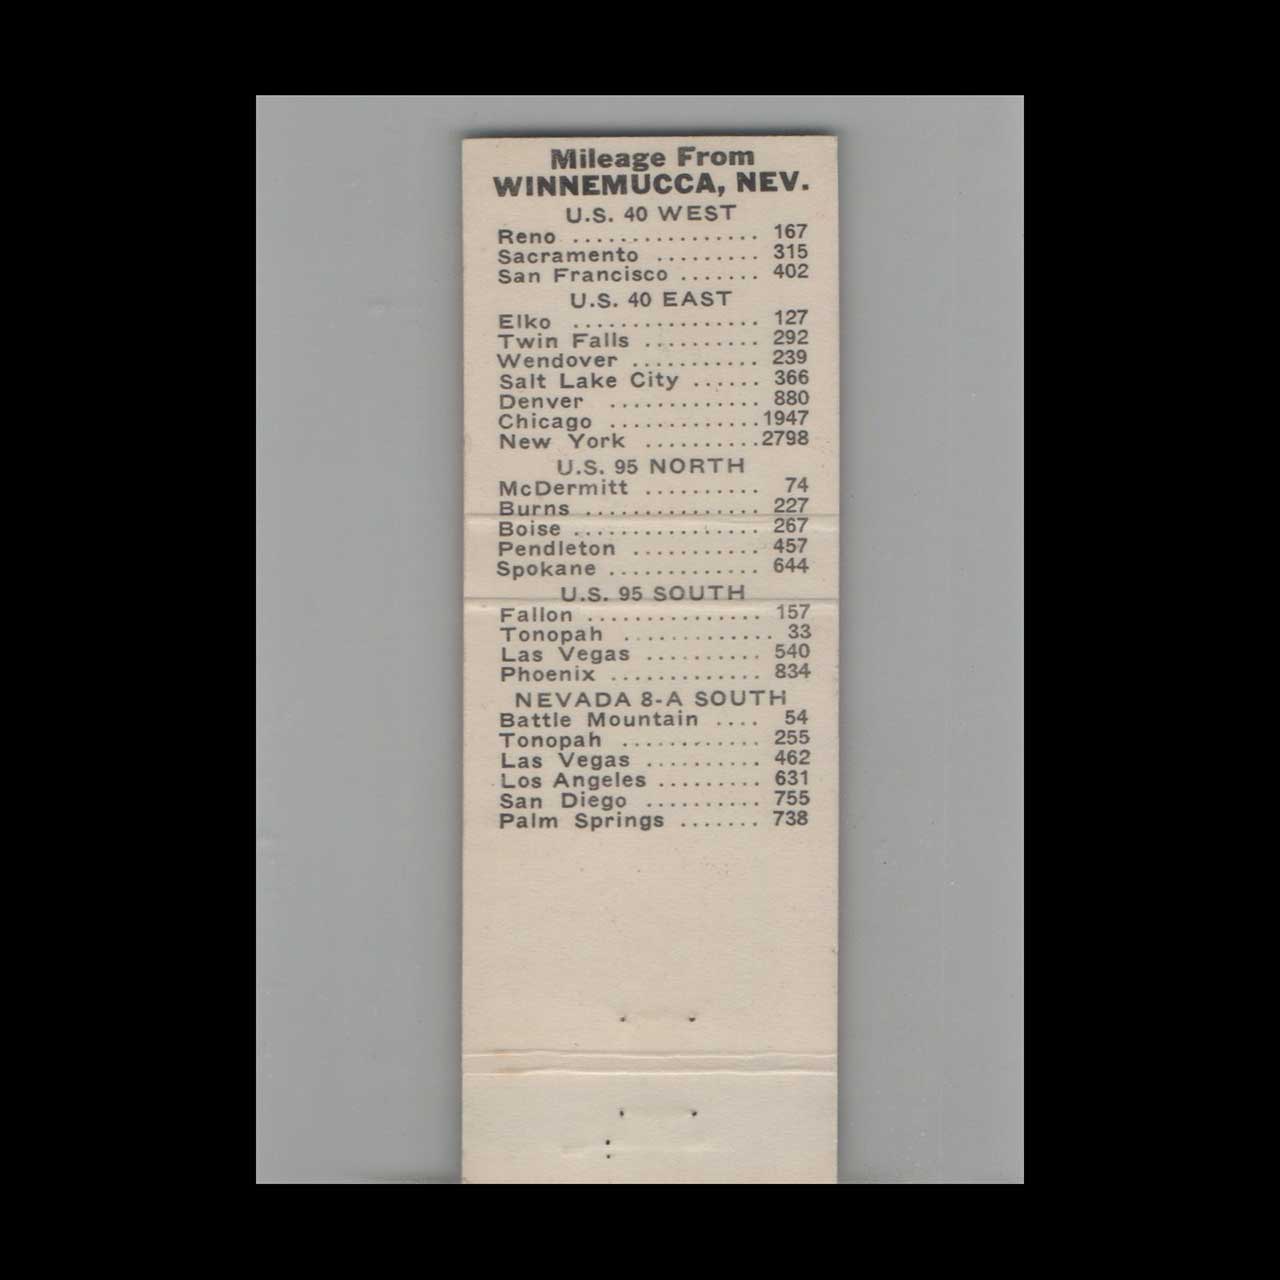 Mileage From
WINNEMUCCA, NEV.
U.S. 40 WEST
Reno ................ 167
Sacramento ......... 315
San Francisco ....... 402
U.S. 40 EAST
Elko ................ 127
Twin Falls .......... 292
Wendover ........... 239
Salt Lake City ...... 366
Denver ............. 880
Chicago .............1947
New York ..........2798
U.S. 95 NORTH
McDermitt .......... 74
Burns ............... 227
Boise ................ 267
Pendleton ........... 457
Spokane ............. 644
U.S. 95 SOUTH
Fallon ............... 157
Tonopah ............. 33
Las Vegas .......... 540
Phoenix ............. 834
NEVADA 8-A SOUTH
Battle Mountain .... 54
Tonopah ............ 255
Las Vegas .......... 462
Los Angeles ......... 631
San Diego .......... 755
Palm Springs ....... 738